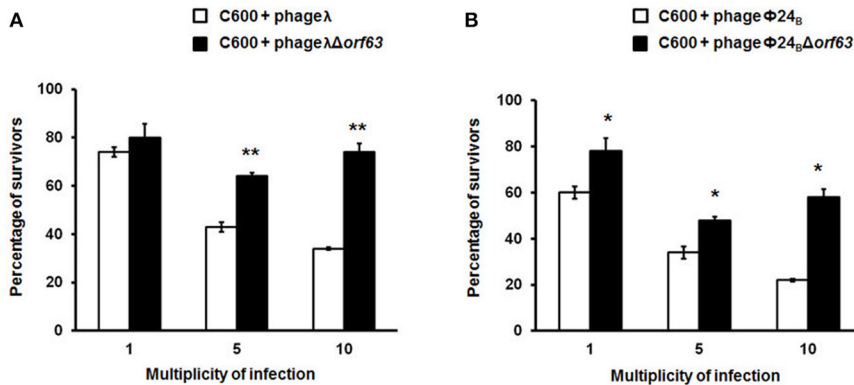 A
C600 + phage λ
C600 + phage λΔorf63
Percentage of survivors
100
80
60
40
20
0
**
**
1
5
10
Multiplicity of infection
B
C600 + phage Φ24B
C600 + phage Φ24BΔorf63
Percentage of survivors
100
80
60
40
20
0
*
*
*
1
5
10
Multiplicity of infection